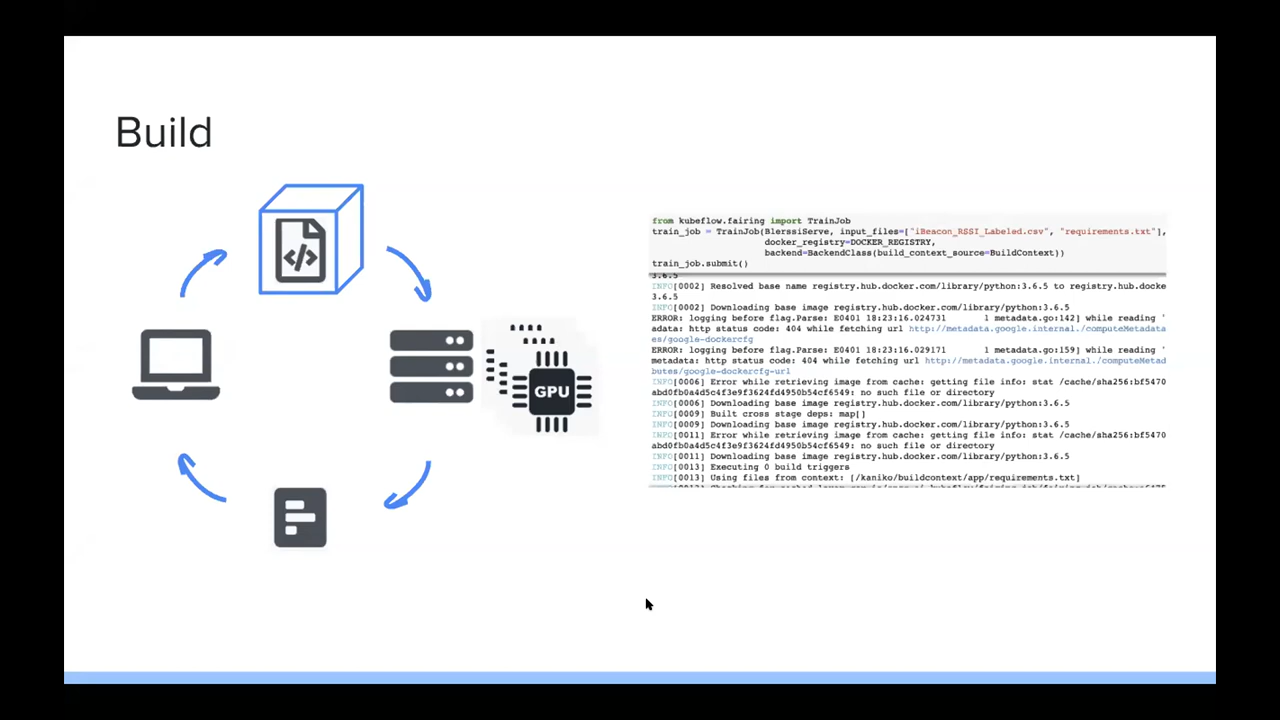 Build
</>
GPU
from kubeflow.fairing import TrainJob
train_job = TrainJob(BlerssiServe, input_files=["iBeacon_RSSI_Labeled.csv", "requirements.txt"],
docker_registry=DOCKER_REGISTRY,
backend=BackendClass(build_context_source=BuildContext))
train_job.submit()
3.6.5
INFO[0002] Resolved base name registry.hub.docker.com/library/python:3.6.5 to registry.hub.docke
3.6.5
INFO[0002] Downloading base image registry.hub.docker.com/library/python:3.6.5
ERROR: logging before flag.Parse: E0401 18:23:16.024731 1 metadata.go:142] while reading '
adata: http status code: 404 while fetching url http://metadata.google.internal./computeMetadata
es/google-dockercfg
ERROR: logging before flag.Parse: E0401 18:23:16.029171 1 metadata.go:159] while reading '
metadata: http status code: 404 while fetching url http://metadata.google.internal./computeMetad
butes/google-dockercfg-url
INFO[0006] Error while retrieving image from cache: getting file info: stat /cache/sha256:bf5470
abd0fb0a4d5c4f3e9f3624fd4950b54cf6549: no such file or directory
INFO[0006] Downloading base image registry.hub.docker.com/library/python:3.6.5
INFO[0009] Built cross stage deps: map[]
INFO[0009] Downloading base image registry.hub.docker.com/library/python:3.6.5
INFO[0011] Error while retrieving image from cache: getting file info: stat /cache/sha256:bf5470
abd0fb0a4d5c4f3e9f3624fd4950b54cf6549: no such file or directory
INFO[0011] Downloading base image registry.hub.docker.com/library/python:3.6.5
INFO[0013] Executing 0 build triggers
INFO[0013] Using files from context: [/kaniko/buildcontext/app/requirements.txt]